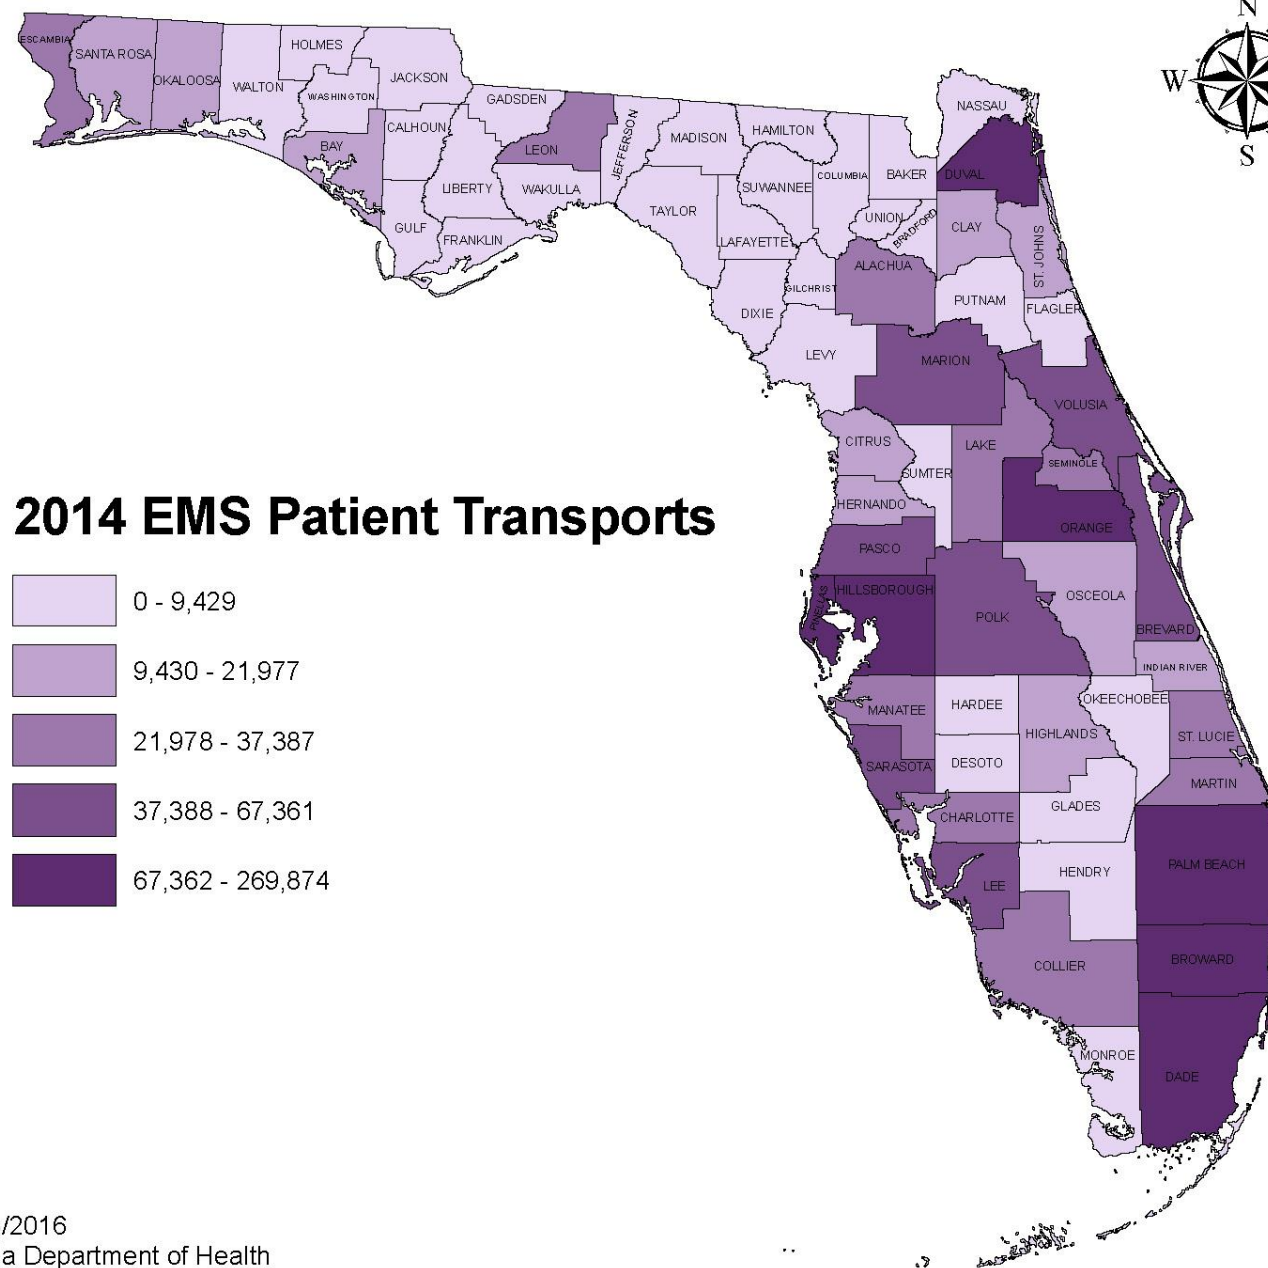 N
W
S
ESCAMBIA
SANTA ROSA
OKALOOSA
WALTON
HOLMES
WASHINGTON
JACKSON
BAY
CALHOUN
GULF
GADSDEN
LIBERTY
FRANKLIN
LEON
WAKULLA
JEFFERSON
MADISON
TAYLOR
HAMILTON
SUWANNEE
LAFAYETTE
DIXIE
COLUMBIA
GILCHRIST
LEVY
BAKER
UNION
BRADFORD
ALACHUA
NASSAU
DUVAL
CLAY
ST. JOHNS
PUTNAM
FLAGLER
MARION
VOLUSIA
CITRUS
SUMTER
LAKE
SEMINOLE
HERNANDO
ORANGE
PASCO
PINELLAS
HILLSBOROUGH
POLK
OSCEOLA
BREVARD
INDIAN RIVER
MANATEE
HARDEE
HIGHLANDS
OKEECHOBEE
ST. LUCIE
SARASOTA
DESOTO
MARTIN
CHARLOTTE
GLADES
LEE
HENDRY
PALM BEACH
COLLIER
BROWARD
MONROE
DADE
2014 EMS Patient Transports
0 - 9,429
9,430 - 21,977
21,978 - 37,387
37,388 - 67,361
67,362 - 269,874
/2016
a Department of Health